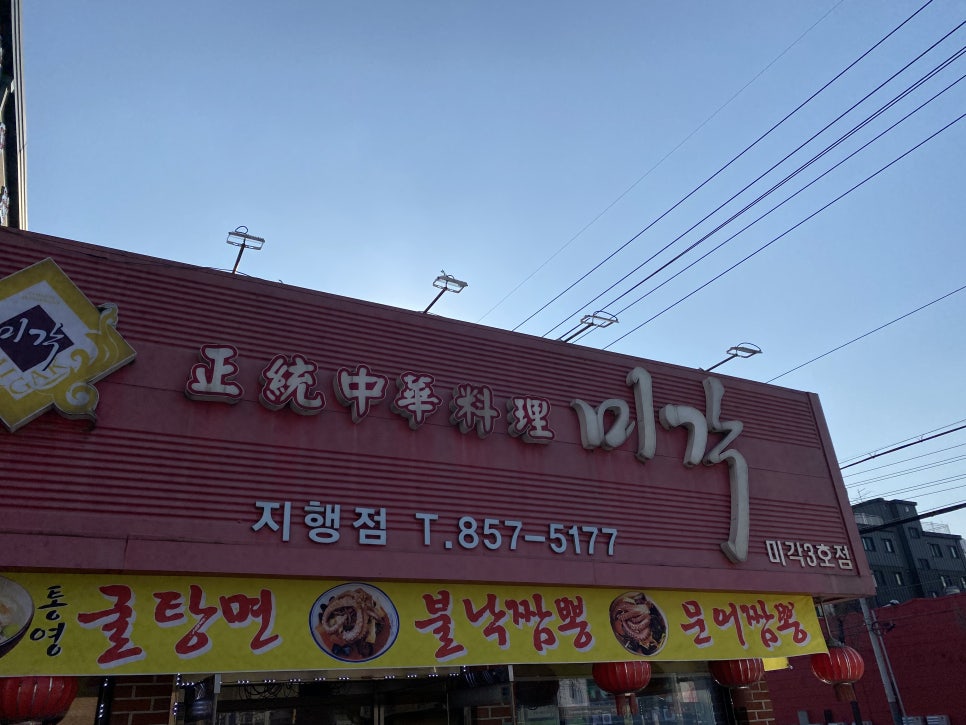 미각
正統中華料理 미각
지행점 T.857-5177
미각3호점
통영 굴탕면 불낙짬뽕 문어짬뽕